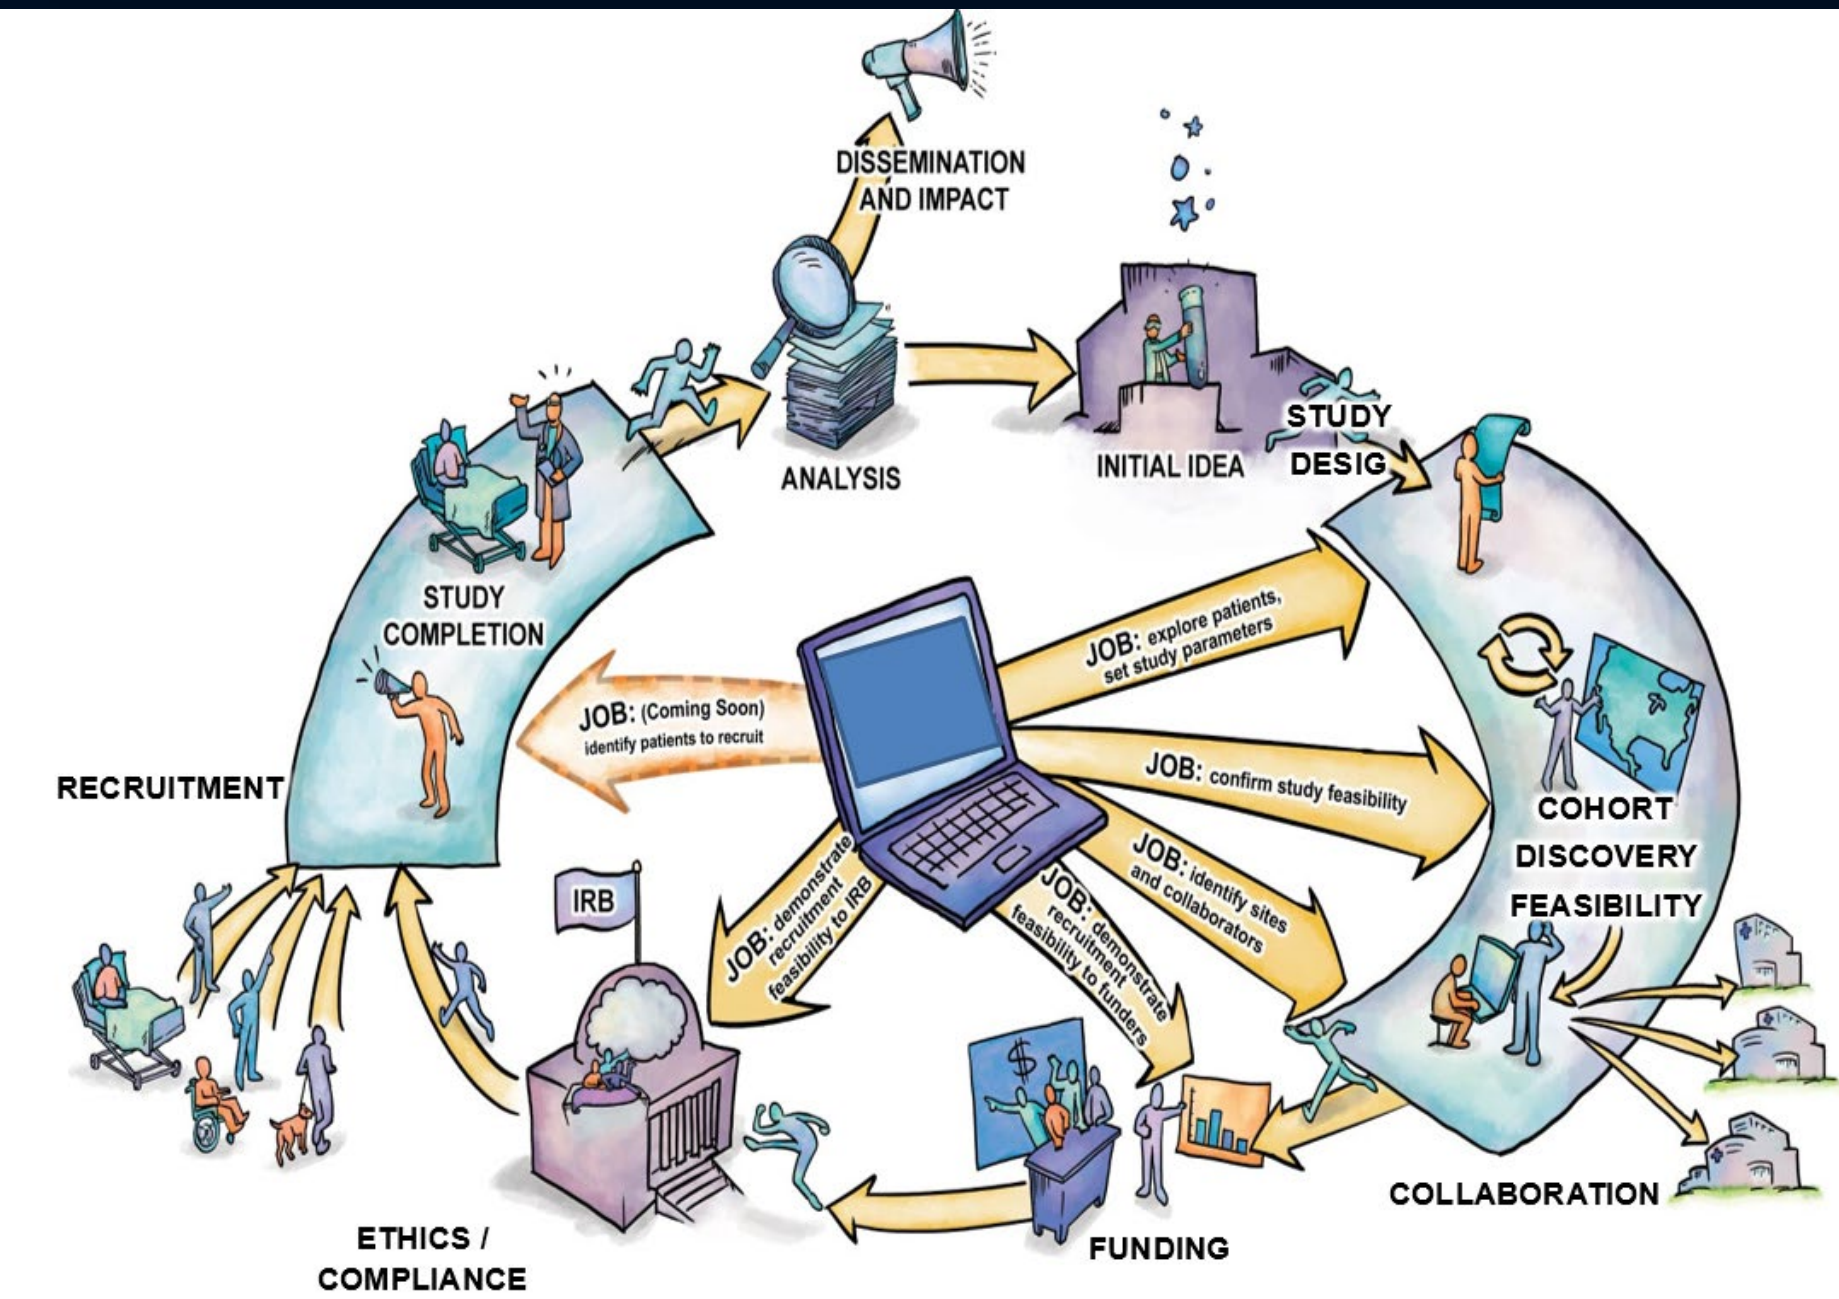 DISSEMINATION
AND IMPACT
ANALYSIS
INITIAL IDEA
STUDY
DESIG
STUDY
COMPLETION
JOB: explore patients,
set study parameters
JOB: (Coming Soon)
identify patients to recruit
JOB: confirm study feasibility
RECRUITMENT
COHORT
DISCOVERY
FEASIBILITY
JOB: identify sites
and collaborators
JOB: demonstrate
recruitment
feasibility to funders
JOB: demonstrate
recruitment
feasibility to IRB
IRB
$
COLLABORATION
FUNDING
ETHICS /
COMPLIANCE